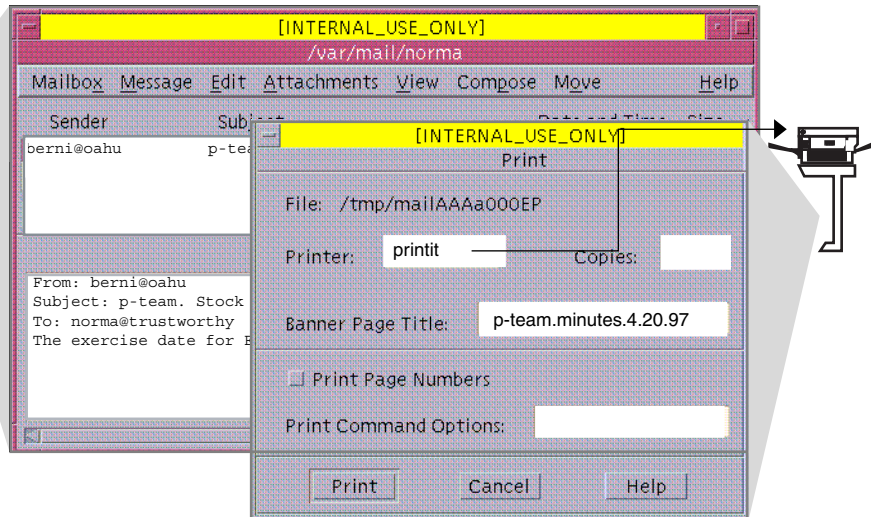 [INTERNAL_USE_ONLY]
/var/mail/norma
Mailbox Message Edit Attachments View Compose Move Help
Sender
berni@oahu
From: berni@oahu
Subject: p-team. Stock
To: norma@trustworthy
The exercise date for
[INTERNAL_USE_ONLY]
Print
File: /tmp/mailAAAa000EP
Printer: printit Copies:
Banner Page Title: p-team.minutes.4.20.97
Print Page Numbers
Print Command Options:
Print Cancel Help